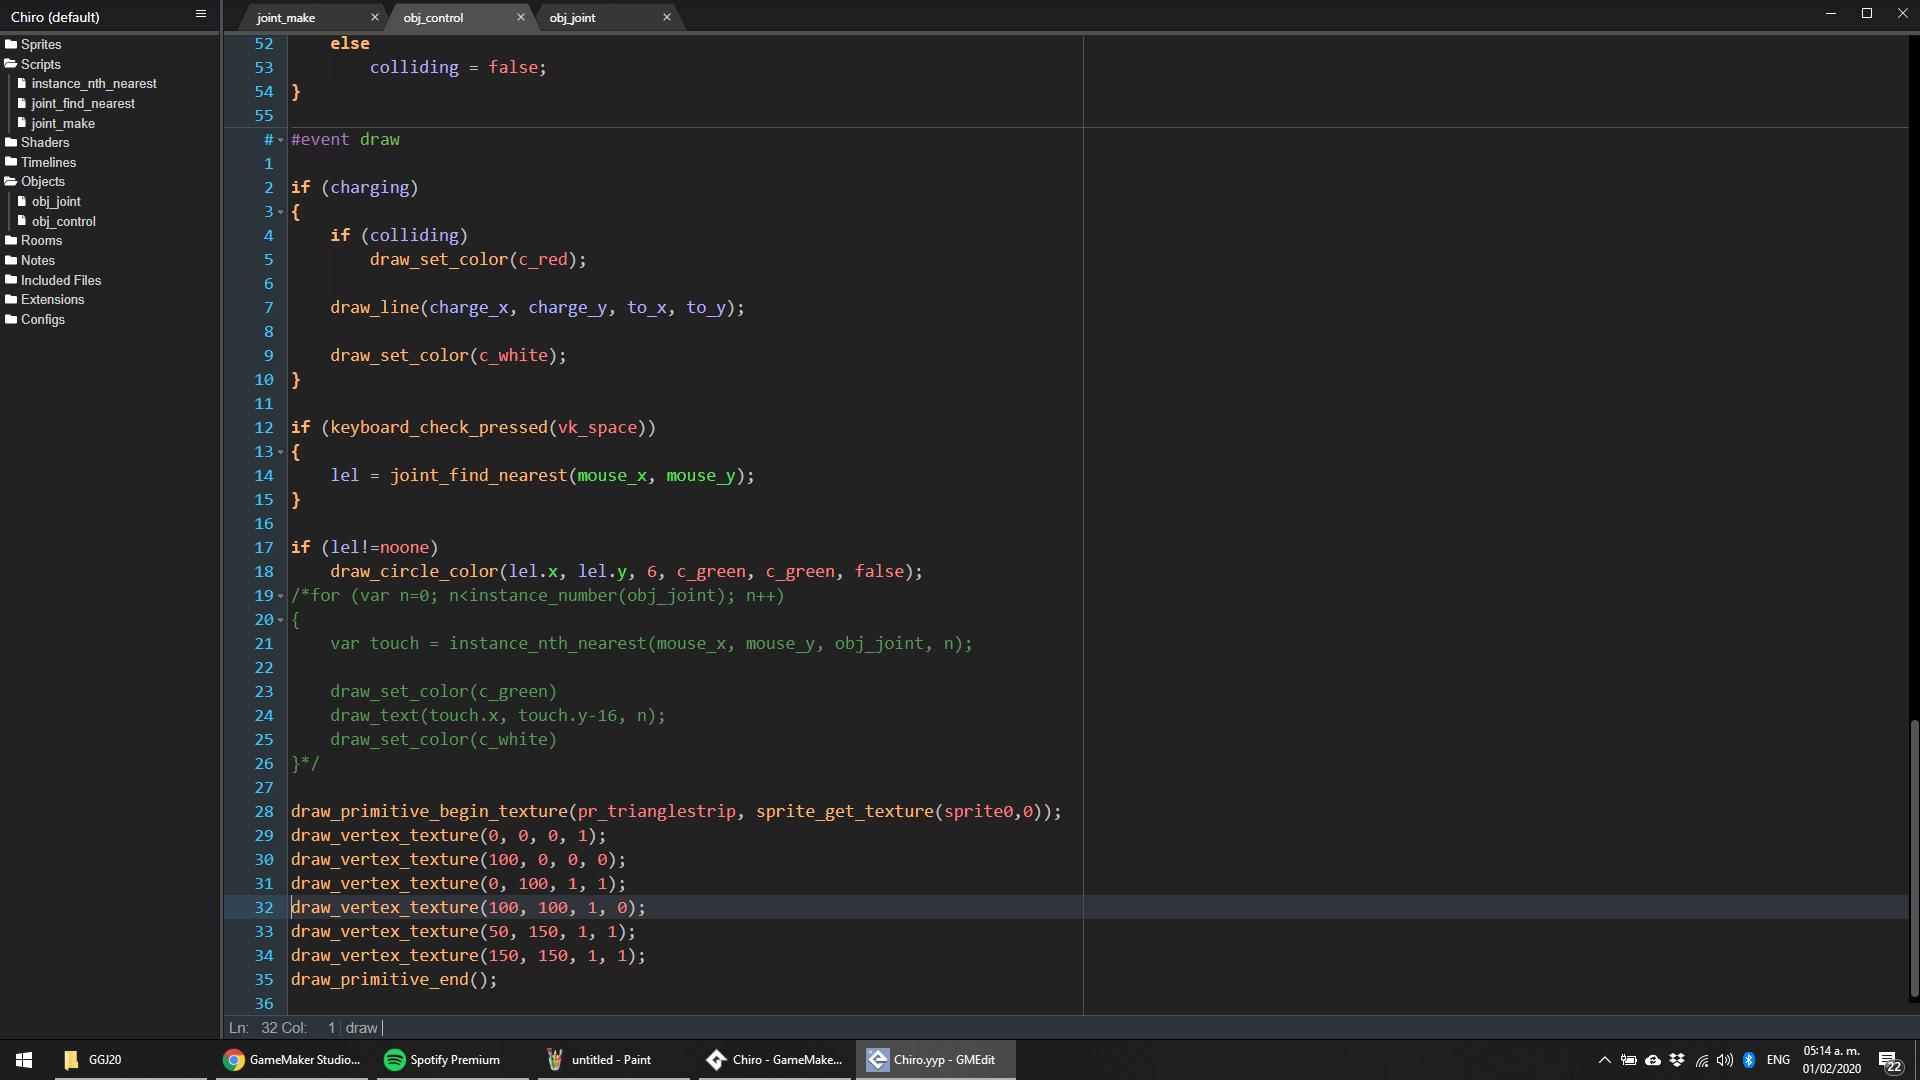 Chiro (default)
joint_make
obj_control
obj_joint
Sprites
Scripts
instance_nth_nearest
joint_find_nearest
joint_make
Shaders
Timelines
Objects
obj_joint
obj_control
Rooms
Notes
Included Files
Extensions
Configs
52 else
53 colliding = false;
54 }
55
# #event draw
1
2 if (charging)
3 {
4 if (colliding)
5 draw_set_color(c_red);
6
7 draw_line(charge_x, charge_y, to_x, to_y);
8
9 draw_set_color(c_white);
10 }
11
12 if (keyboard_check_pressed(vk_space))
13 {
14 lel = joint_find_nearest(mouse_x, mouse_y);
15 }
16
17 if (lel!=noone)
18 draw_circle_color(lel.x, lel.y, 6, c_green, c_green, false);
19 /*for (var n=0; n<instance_number(obj_joint); n++)
20 {
21 var touch = instance_nth_nearest(mouse_x, mouse_y, obj_joint, n);
22
23 draw_set_color(c_green)
24 draw_text(touch.x, touch.y-16, n);
25 draw_set_color(c_white)
26 }*/
27
28 draw_primitive_begin_texture(pr_trianglestrip, sprite_get_texture(sprite0,0));
29 draw_vertex_texture(0, 0, 0, 1);
30 draw_vertex_texture(100, 0, 0, 0);
31 draw_vertex_texture(0, 100, 1, 1);
32 draw_vertex_texture(100, 100, 1, 0);
33 draw_vertex_texture(50, 150, 1, 1);
34 draw_vertex_texture(150, 150, 1, 1);
35 draw_primitive_end();
36
Ln: 32 Col: 1 draw
GGJ20
GameMaker Studio...
Spotify Premium
untitled - Paint
Chiro - GameMake...
Chiro.yyp - GMEdit
ENG
05:14 a. m.
01/02/2020
22